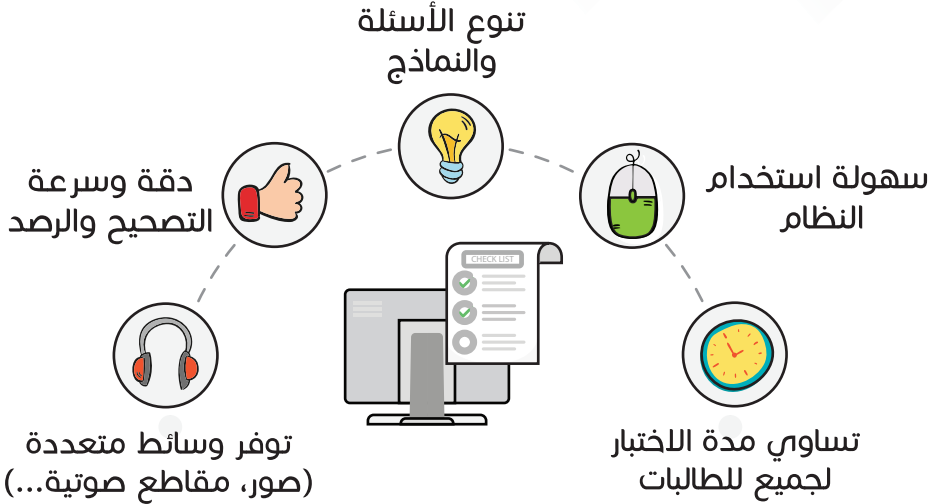 تنوع الأسئلة
والنماذج
سهولة استخدام
النظام
دقة وسرعة
التصحيح والرصد
CHECK LIST
تساوي مدة الاختبار
لجميع للطالبات
توفر وسائط متعددة
(صور، مقاطع صوتية...)